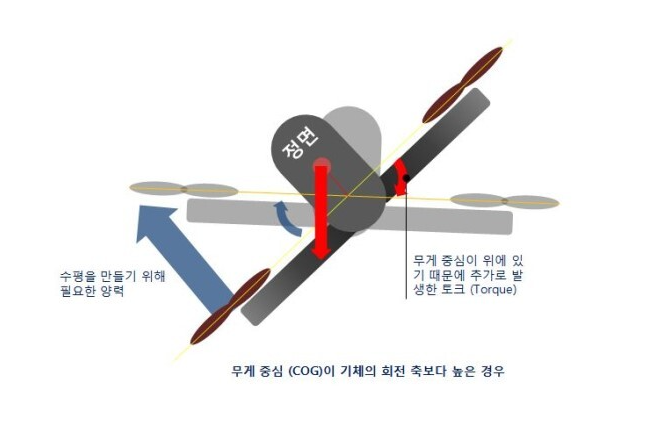 정면
수평을 만들기 위해
필요한 양력
무게 중심이 위에 있
기 때문에 추가로 발
생한 토크 (Torque)
무게 중심 (COG)이 기체의 회전 축보다 높은 경우